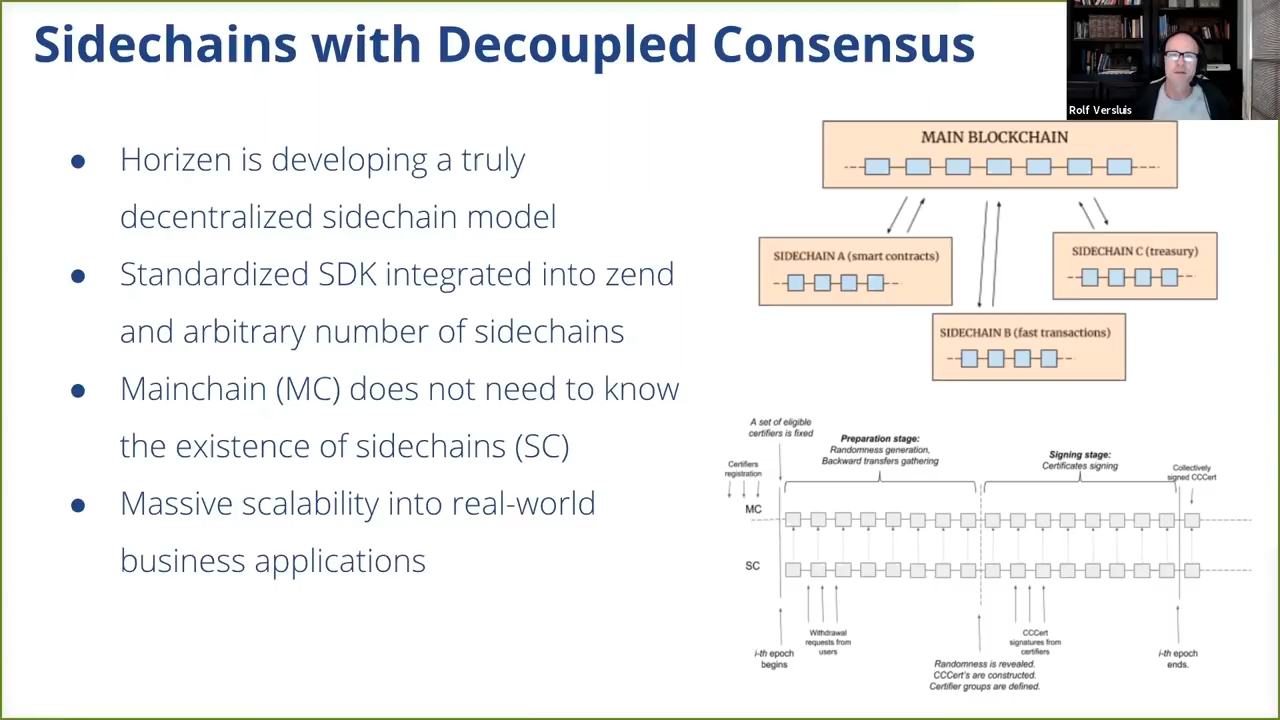 Sidechains with Decoupled Consensus
Rolf Versluis
● Horizen is developing a truly
decentralized sidechain model
● Standardized SDK integrated into zend
and arbitrary number of sidechains
● Mainchain (MC) does not need to know
the existence of sidechains (SC)
● Massive scalability into real-world
business applications
MAIN BLOCKCHAIN
SIDECHAIN A (smart contracts)
SIDECHAIN C (treasury)
SIDECHAIN B (fast transactions)
A set of eligible
certifiers is fixed
Preparation stage:
Randomness generation,
Backward transfers gathering
Signing stage:
Certificates signing
Certifiers
registration
Collectively
signed CCCert
MC
SC
Withdrawal
requests from
users
CCCert
signatures from
certifiers
i-th epoch
begins
Randomness is revealed.
CCCert's are constructed.
Certifier groups are defined.
i-th epoch
ends.